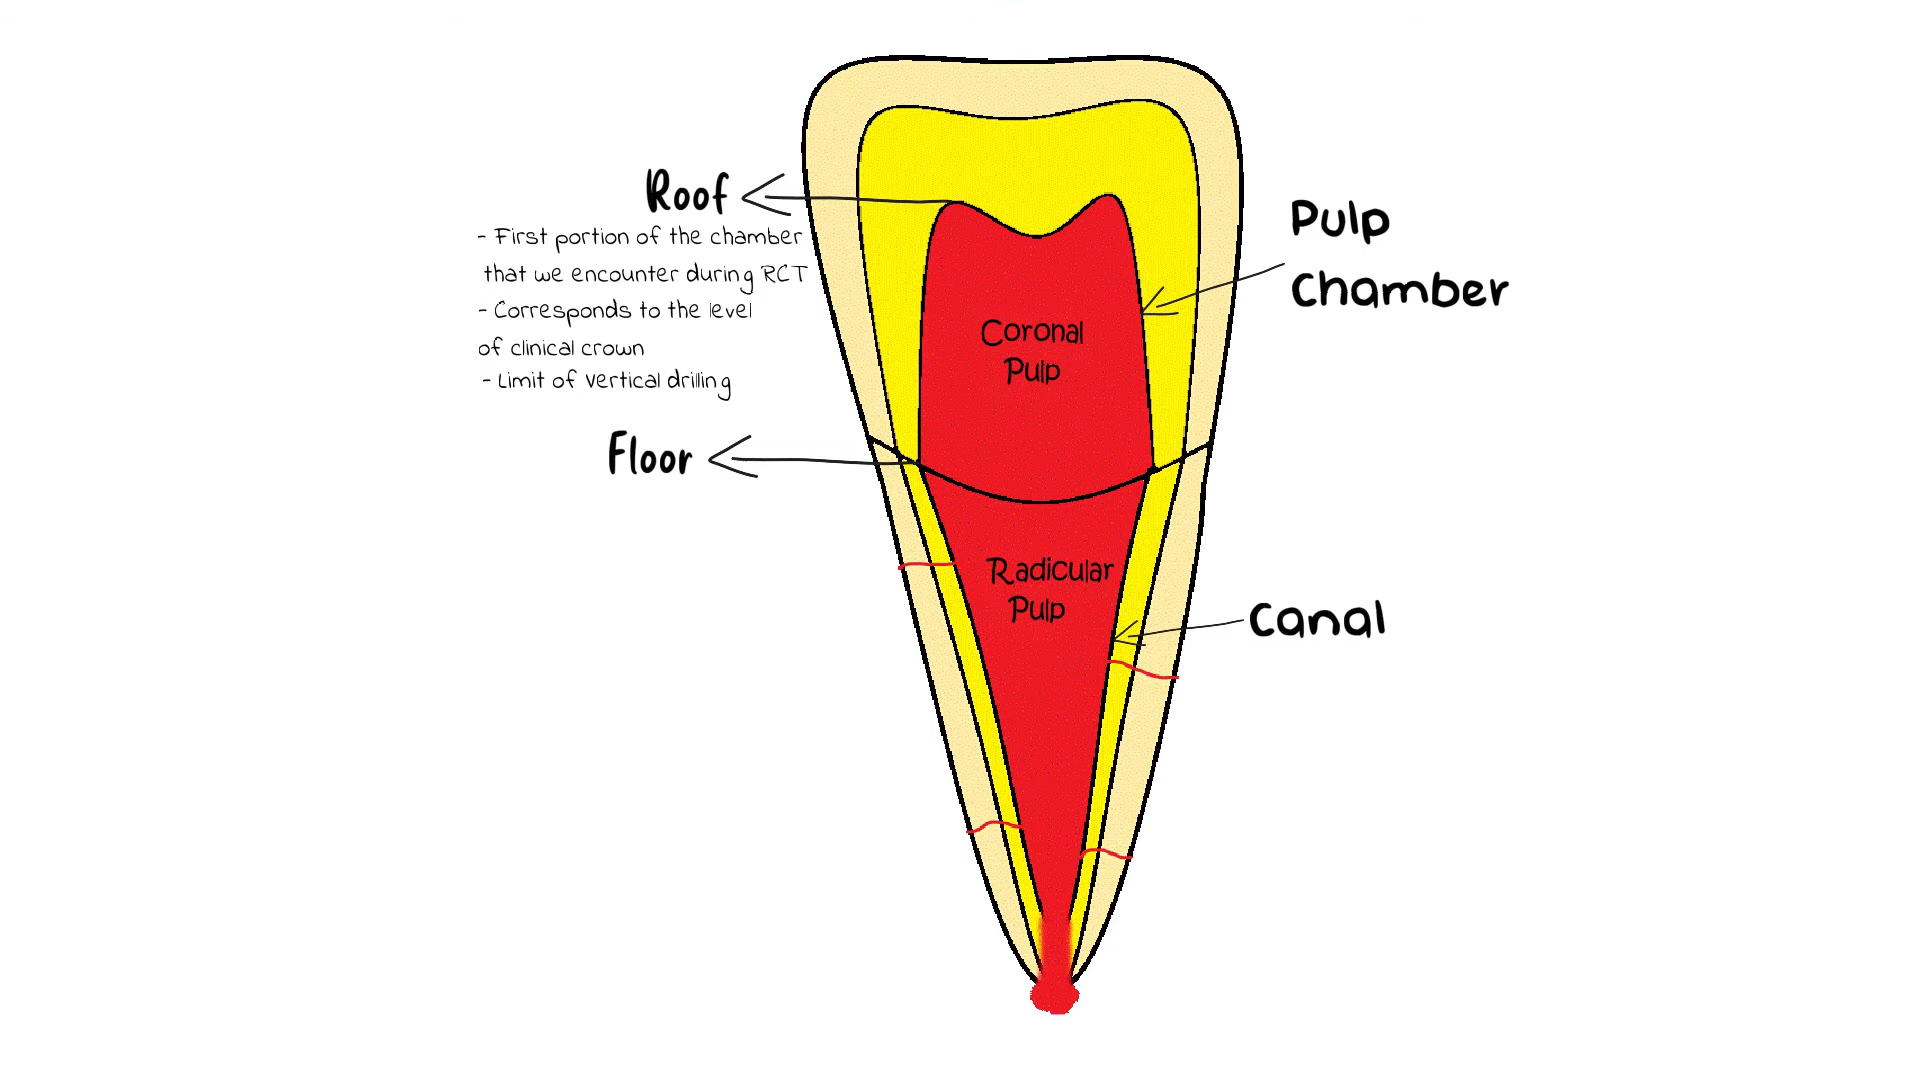 Roof
- First portion of the chamber
that we encounter during RCT
- Corresponds to the level
of clinical crown
- Limit of vertical drilling
Floor
Pulp
Chamber
Coronal
Pulp
Radicular
Pulp
Canal